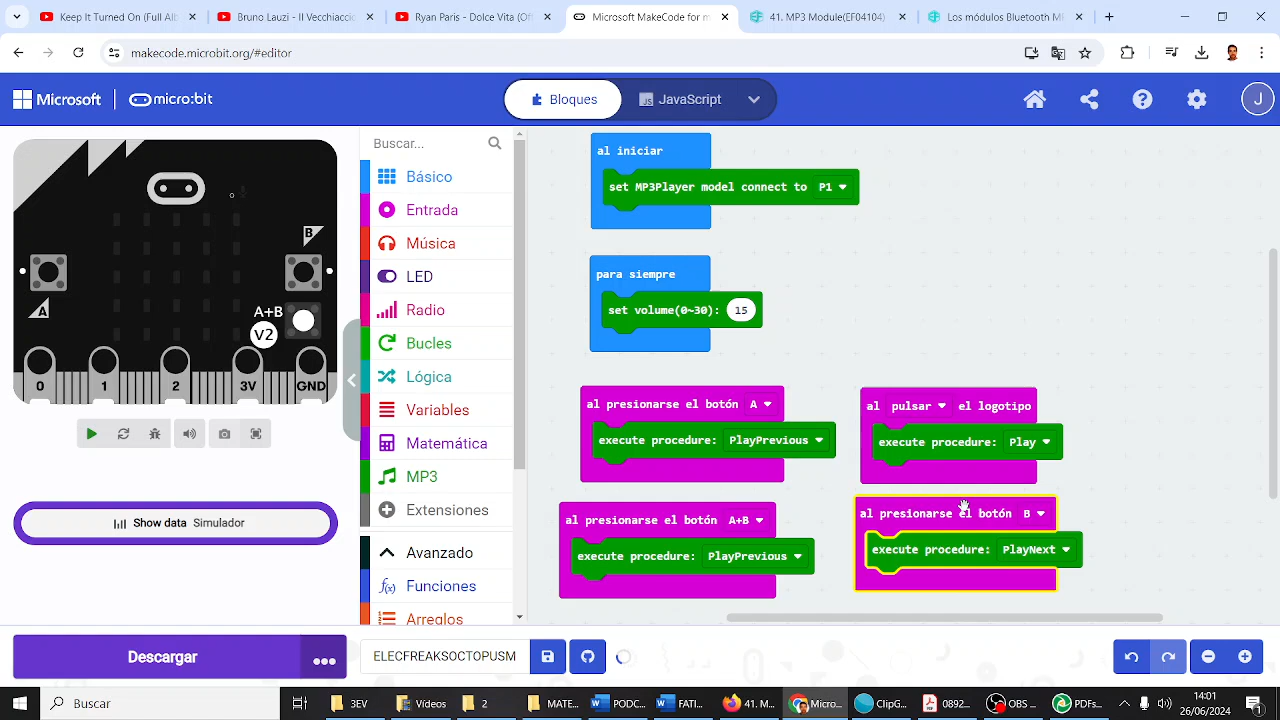 Keep It Turned (Full Alb
Bruno Lauzi - Il Vecchiacc
Ryan Paris - Dolce Vita (Of
Microsoft MakeCode for m
41. MP3 Module(EF04104)
Los módulos Bluetooth M
makecode.microbit.org/#editor
Microsoft
micro:bit
Bloques
JS JavaScript
J
Buscar...
Básico
Entrada
Música
LED
Radio
Bucles
Lógica
Variables
Matemática
MP3
Extensiones
Avanzado
f(x) Funciones
Arreglos
B
A
A+B
V2
0 1 2 3V GND
Show data Simulador
al iniciar
set MP3Player model connect to P1
para siempre
set volume(0~30): 15
al presionarse el botón A
execute procedure: PlayPrevious
al pulsar el logotipo
execute procedure: Play
al presionarse el botón A+B
execute procedure: PlayPrevious
al presionarse el botón B
execute procedure: PlayNext
Descargar
ELECFREAKSOCTOPUSM
Buscar
3EV
Video
2
MATE
PODC
FATI
41. M
Micro
ClipG
0892
OBS
PDFe
14:01
26/06/2024